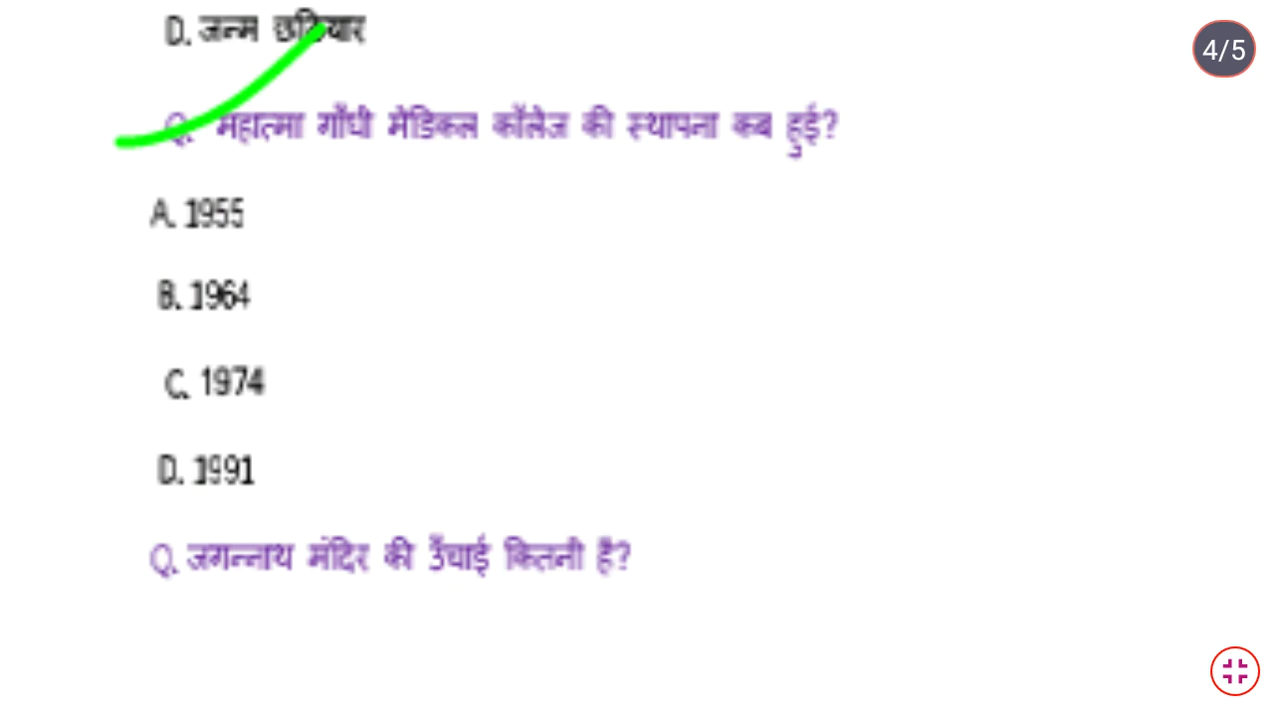 D. जन्म छठियार
4/5
Q. महात्मा गाँधी मेडिकल कॉलेज की स्थापना कब हुई?
A. 1955
B. 1964
C. 1974
D. 1991
Q. जगन्नाथ मंदिर की उँचाई कितनी है?